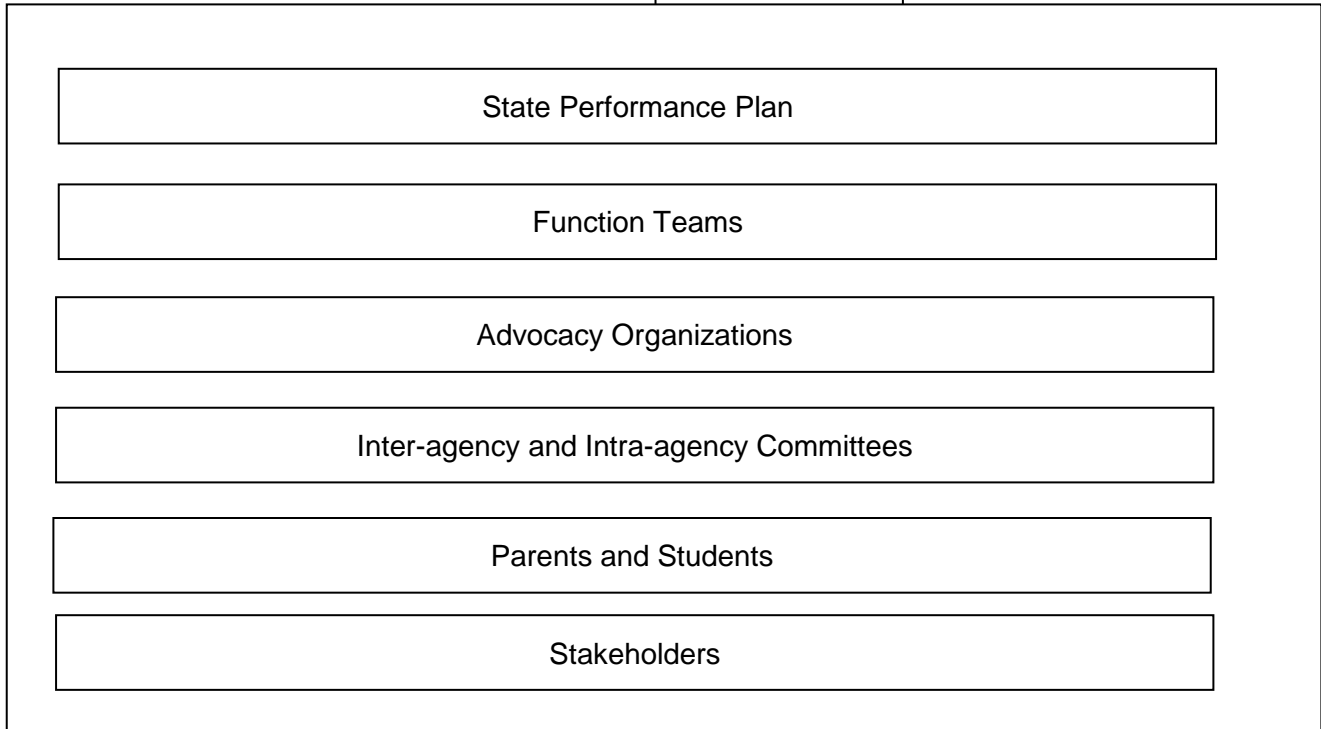 State Performance Plan
Function Teams
Advocacy Organizations
Inter-agency and Intra-agency Committees
Parents and Students
Stakeholders